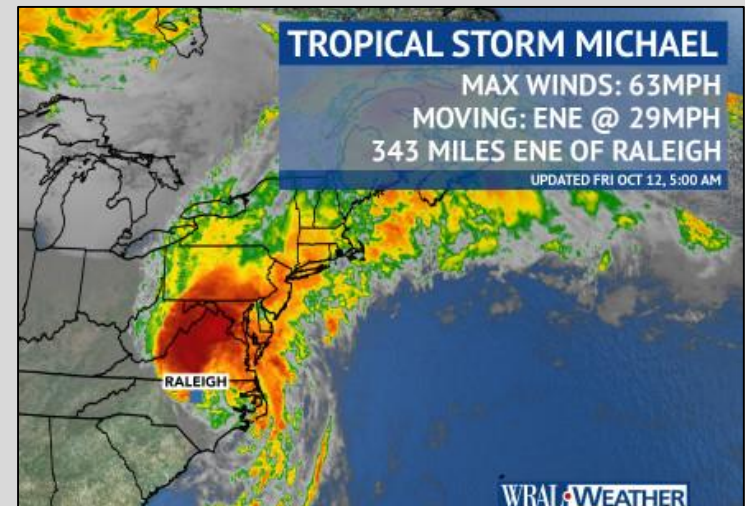 TROPICAL STORM MICHAEL
MAX WINDS: 63MPH
MOVING: ENE @ 29MPH
343 MILES ENE OF RALEIGH
UPDATED FRI OCT 12, 5:00 AM
RALEIGH
WRAL WEATHER